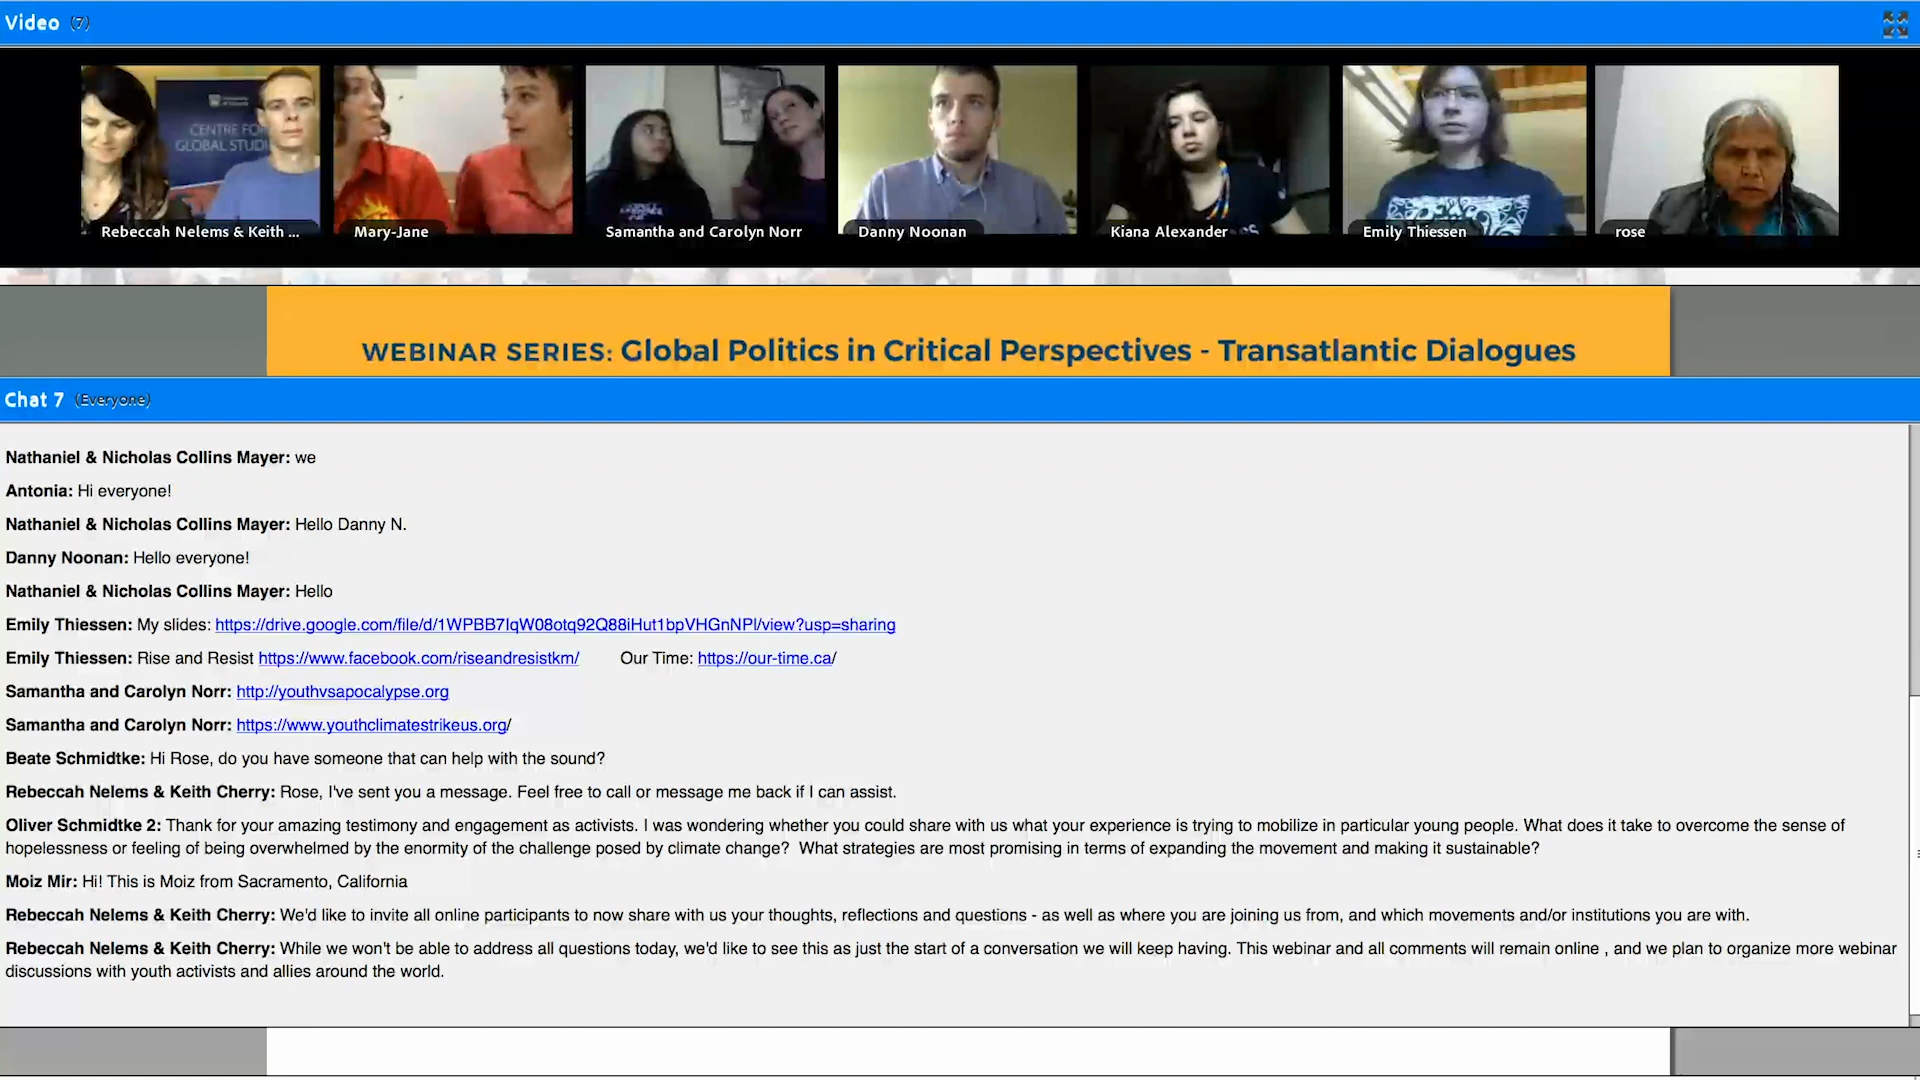 Video (7)
CENTRE FOR
GLOBAL STUDI
Rebeccah Nelems & Keith ...
Mary-Jane
Samantha and Carolyn Norr
Danny Noonan
Kiana Alexander
Emily Thiessen
rose
WEBINAR SERIES: Global Politics in Critical Perspectives - Transatlantic Dialogues
Chat 7 (Everyone)
Nathaniel & Nicholas Collins Mayer: we
Antonia: Hi everyone!
Nathaniel & Nicholas Collins Mayer: Hello Danny N.
Danny Noonan: Hello everyone!
Nathaniel & Nicholas Collins Mayer: Hello
Emily Thiessen: My slides: https://drive.google.com/file/d/1WPBB7IqW08otq92Q88iHut1bpVHGnNPl/view?usp=sharing
Emily Thiessen: Rise and Resist https://www.facebook.com/riseandresistkm/ Our Time: https://our-time.ca/
Samantha and Carolyn Norr: http://youthvsapocalypse.org
Samantha and Carolyn Norr: https://www.youthclimatestrikeus.org/
Beate Schmidtke: Hi Rose, do you have someone that can help with the sound?
Rebeccah Nelems & Keith Cherry: Rose, I've sent you a message. Feel free to call or message me back if I can assist.
Oliver Schmidtke 2: Thank for your amazing testimony and engagement as activists. I was wondering whether you could share with us what your experience is trying to mobilize in particular young people. What does it take to overcome the sense of
hopelessness or feeling of being overwhelmed by the enormity of the challenge posed by climate change? What strategies are most promising in terms of expanding the movement and making it sustainable?
Moiz Mir: Hi! This is Moiz from Sacramento, California
Rebeccah Nelems & Keith Cherry: We'd like to invite all online participants to now share with us your thoughts, reflections and questions - as well as where you are joining us from, and which movements and/or institutions you are with.
Rebeccah Nelems & Keith Cherry: While we won't be able to address all questions today, we'd like to see this as just the start of a conversation we will keep having. This webinar and all comments will remain online , and we plan to organize more webinar
discussions with youth activists and allies around the world.